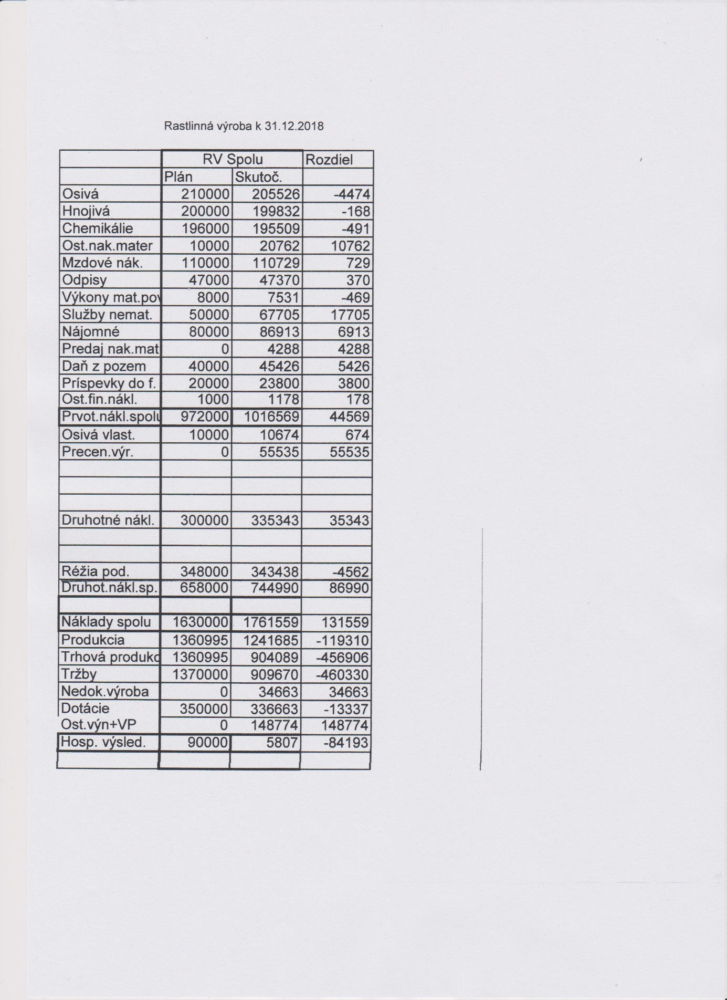 Rastlinná výroba k 31.12.2018
RV Spolu Rozdiel
Plán Skutoč.
Osivá 210000 205526 -4474
Hnojivá 200000 199832 -168
Chemikálie 196000 195509 -491
Ost.nak.mater 10000 20762 10762
Mzdové nák. 110000 110729 729
Odpisy 47000 47370 370
Výkony mat.pov 8000 7531 -469
Služby nemat. 50000 67705 17705
Nájomné 80000 86913 6913
Predaj nak.mat 0 4288 4288
Daň z pozem 40000 45426 5426
Príspevky do f. 20000 23800 3800
Ost.fin.nákl. 1000 1178 178
Prvot.nákl.spolu 972000 1016569 44569
Osivá vlast. 10000 10674 674
Precen.výr. 0 55535 55535
Druhotné nákl. 300000 335343 35343
Réžia pod. 348000 343438 -4562
Druhot.nákl.sp. 658000 744990 86990
Náklady spolu 1630000 1761559 131559
Produkcia 1360995 1241685 -119310
Trhová produkc 1360995 904089 -456906
Tržby 1370000 909670 -460330
Nedok.výroba 0 34663 34663
Dotácie 350000 336663 -13337
Ost.výn+VP 0 148774 148774
Hosp. výsled. 90000 5807 -84193